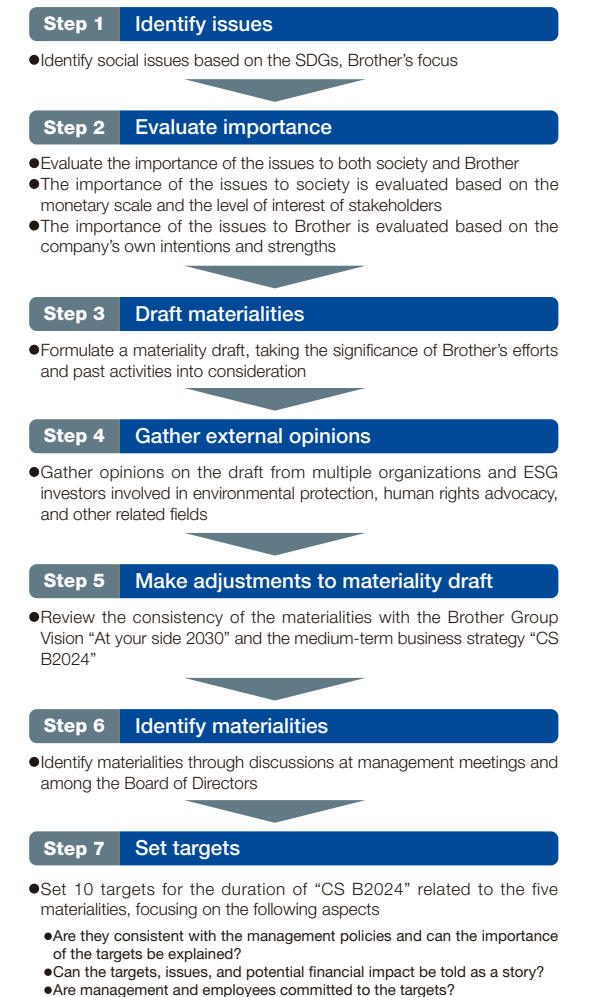 Step 1 Identify issues
●Identify social issues based on the SDGs, Brother’s focus
Step 2 Evaluate importance
●Evaluate the importance of the issues to both society and Brother
●The importance of the issues to society is evaluated based on the
monetary scale and the level of interest of stakeholders
●The importance of the issues to Brother is evaluated based on the
company’s own intentions and strengths
Step 3 Draft materialities
●Formulate a materiality draft, taking the significance of Brother’s efforts
and past activities into consideration
Step 4 Gather external opinions
●Gather opinions on the draft from multiple organizations and ESG
investors involved in environmental protection, human rights advocacy,
and other related fields
Step 5 Make adjustments to materiality draft
●Review the consistency of the materialities with the Brother Group
Vision “At your side 2030” and the medium-term business strategy “CS
B2024”
Step 6 Identify materialities
●Identify materialities through discussions at management meetings and
among the Board of Directors
Step 7 Set targets
●Set 10 targets for the duration of “CS B2024” related to the five
materialities, focusing on the following aspects
●Are they consistent with the management policies and can the importance
of the targets be explained?
●Can the targets, issues, and potential financial impact be told as a story?
●Are management and employees committed to the targets?